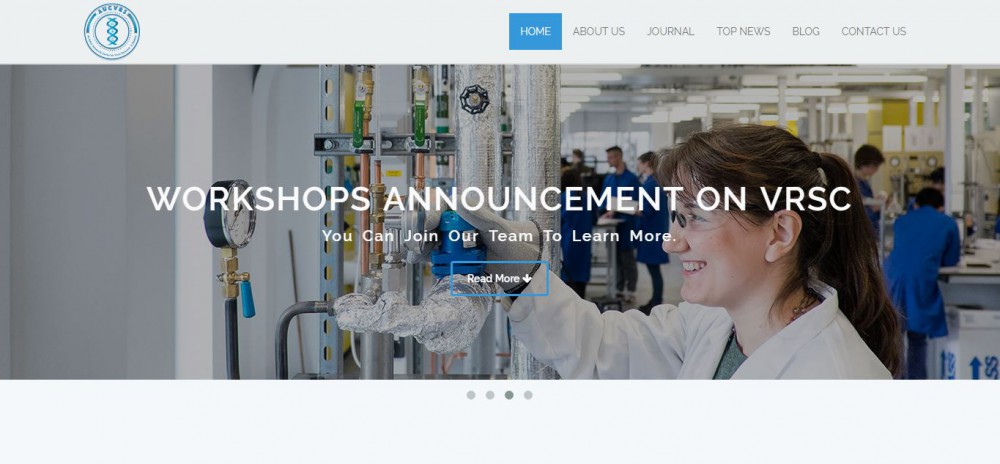 AUCVRS
HOME
ABOUT US
JOURNAL
TOP NEWS
BLOG
CONTACT US
WORKSHOPS ANNOUNCEMENT ON VRSC
You Can Join Our Team To Learn More.
Read More